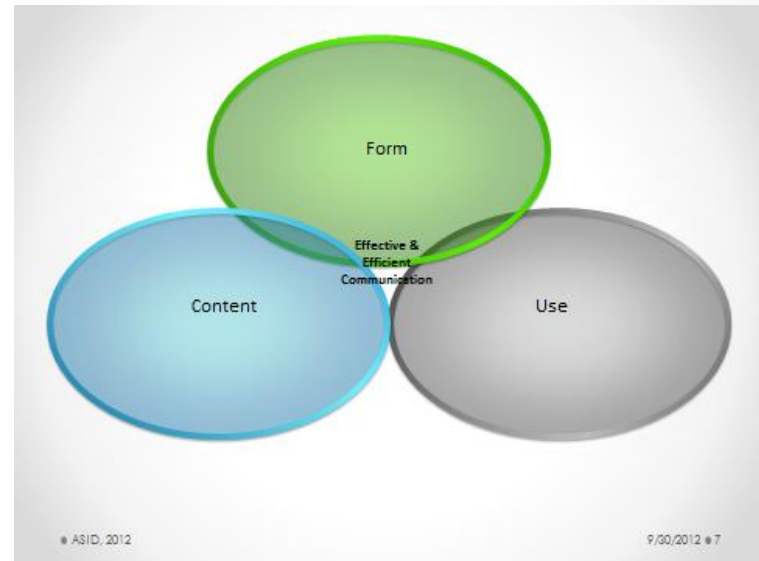 Form
Effective &
Efficient
Communication
Content
Use
ASID, 2012
9/30/2012 • 7